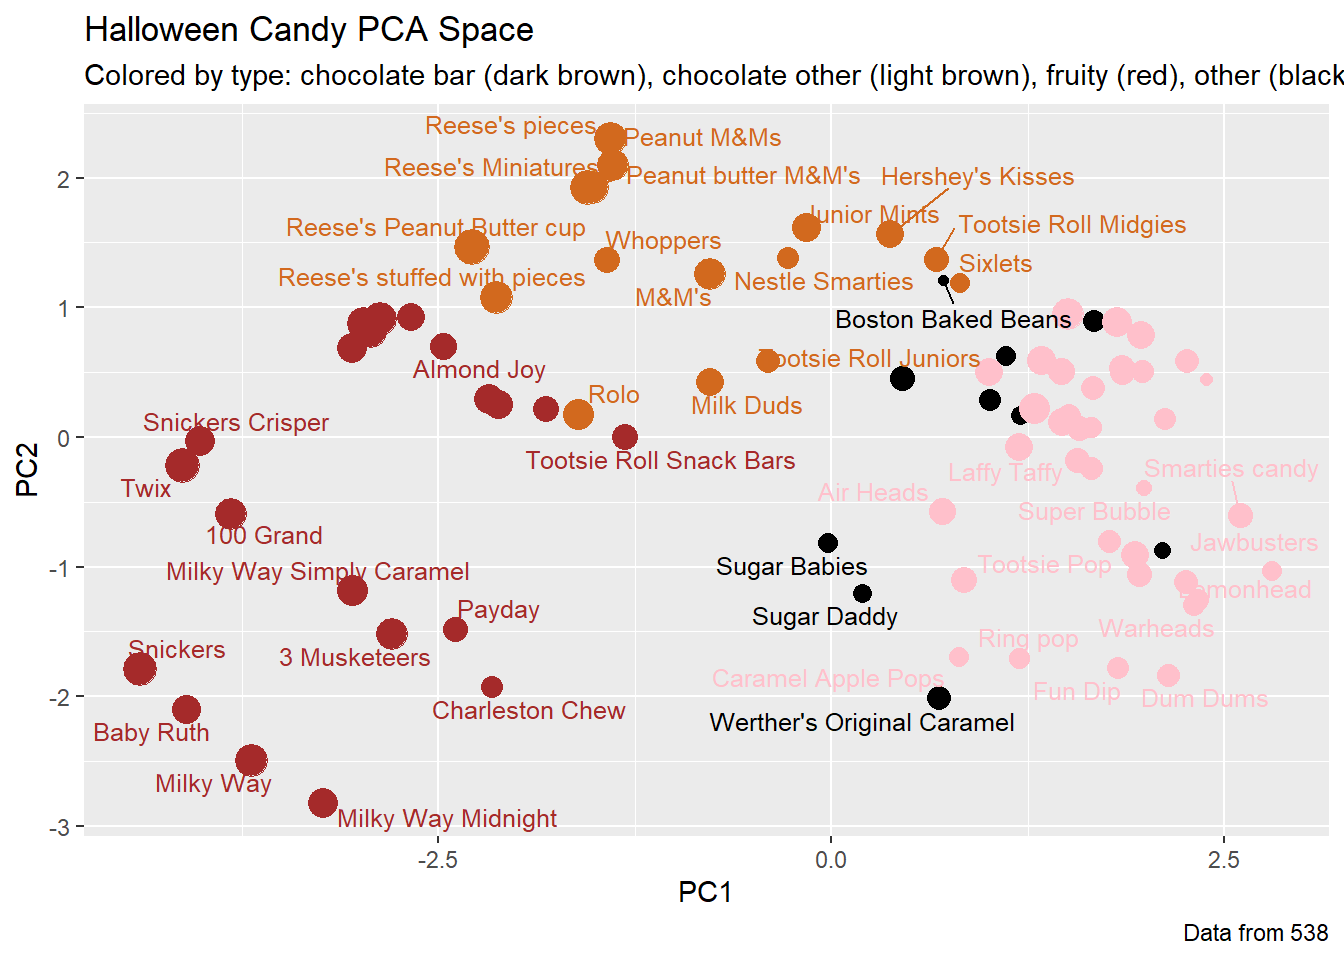 Halloween Candy PCA Space
Colored by type: chocolate bar (dark brown), chocolate other (light brown), fruity (red), other (black
Reese's pieces
Peanut M&Ms
Reese's Miniatures
Peanut butter M&M's
Hershey's Kisses
Junior Mints
Tootsie Roll Midgies
Reese's Peanut Butter cup
Whoppers
Sixlets
Reese's stuffed with pieces
Nestle Smarties
M&M's
Boston Baked Beans
Tootsie Roll Juniors
Almond Joy
Rolo
Milk Duds
Snickers Crisper
Tootsie Roll Snack Bars
Laffy Taffy
Smarties candy
Twix
Air Heads
Super Bubble
100 Grand
Jawbusters
Milky Way Simply Caramel
Sugar Babies
Tootsie Pop
Lemonhead
Payday
Sugar Daddy
Warheads
Snickers
3 Musketeers
Ring pop
Caramel Apple Pops
Fun Dip
Dum Dums
Charleston Chew
Werther's Original Caramel
Baby Ruth
Milky Way
Milky Way Midnight
2
1
0
-1
-2
-3
PC2
-2.5
0.0
2.5
PC1
Data from 538